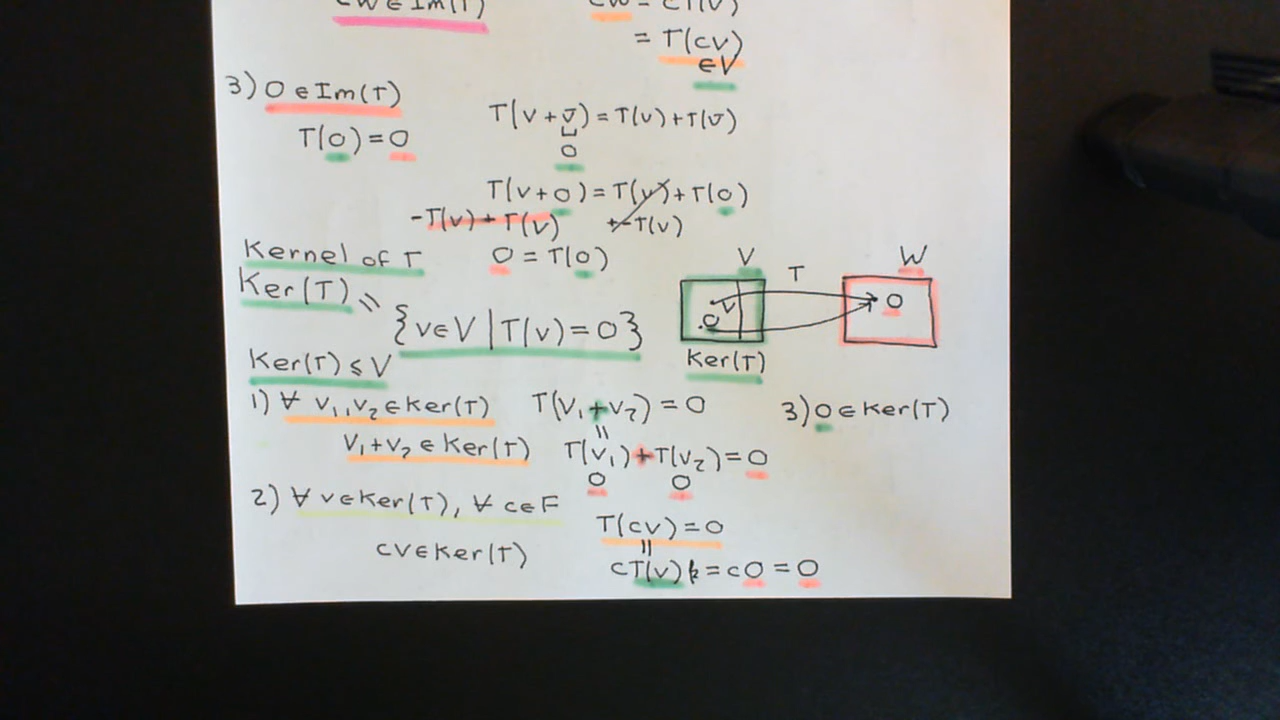 cw ∈ Im(T) cw = cT(v)
= T(cv)
∈V
3) 0 ∈ Im(T)
T(0) = 0
T(v + v̄) = T(v) + T(v̄)
0
T(v + 0) = T(v) + T(0)
-T(v) + T(v) + -T(v)
0 = T(0)
Kernel of T
Ker(T) = {v∈V | T(v) = 0}
V T W
v 0
0
Ker(T)
Ker(T) ≤ V
1) ∀ v₁,v₂ ∈ Ker(T) T(v₁+v₂) = 0
v₁+v₂ ∈ Ker(T) T(v₁) + T(v₂) = 0
0 0
2) ∀ v∈Ker(T), ∀ c∈F
cv∈Ker(T)
T(cv) = 0
=
cT(v) = c0 = 0
3) 0 ∈ Ker(T)